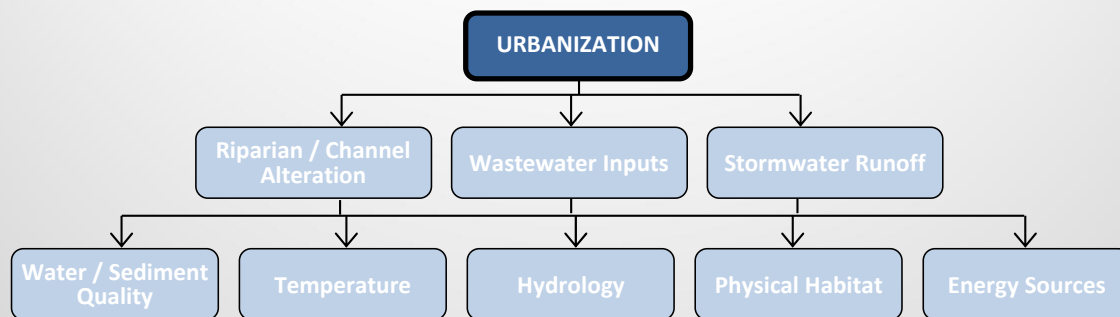 URBANIZATION
Riparian / Channel
Alteration
Wastewater Inputs
Stormwater Runoff
Water / Sediment
Quality
Temperature
Hydrology
Physical Habitat
Energy Sources